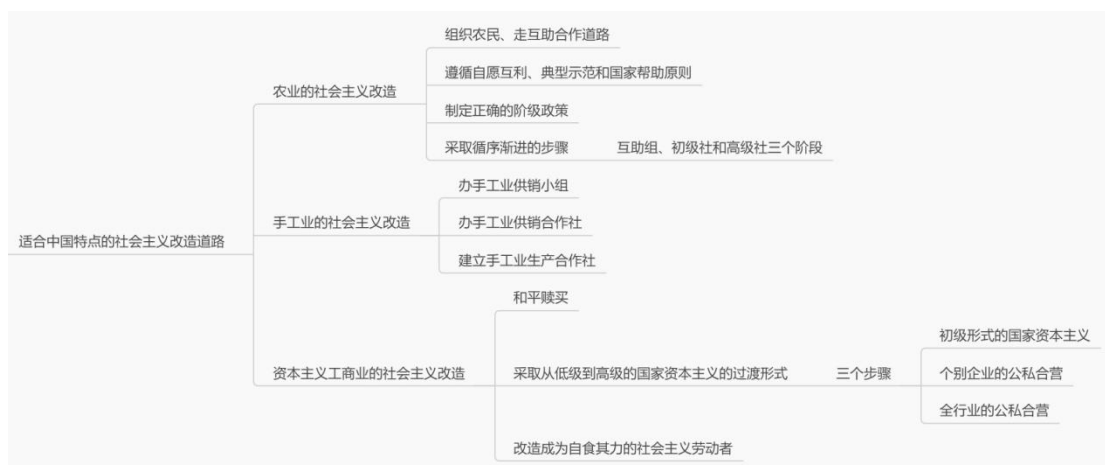 适合中国特点的社会主义改造道路
农业的社会主义改造
组织农民、走互助合作道路
遵循自愿互利、典型示范和国家帮助原则
制定正确的阶级政策
采取循序渐进的步骤
互助组、初级社和高级社三个阶段
手工业的社会主义改造
办手工业供销小组
办手工业供销合作社
建立手工业生产合作社
资本主义工商业的社会主义改造
和平赎买
采取从低级到高级的国家资本主义的过渡形式
三个步骤
初级形式的国家资本主义
个别企业的公私合营
全行业的公私合营
改造成为自食其力的社会主义劳动者